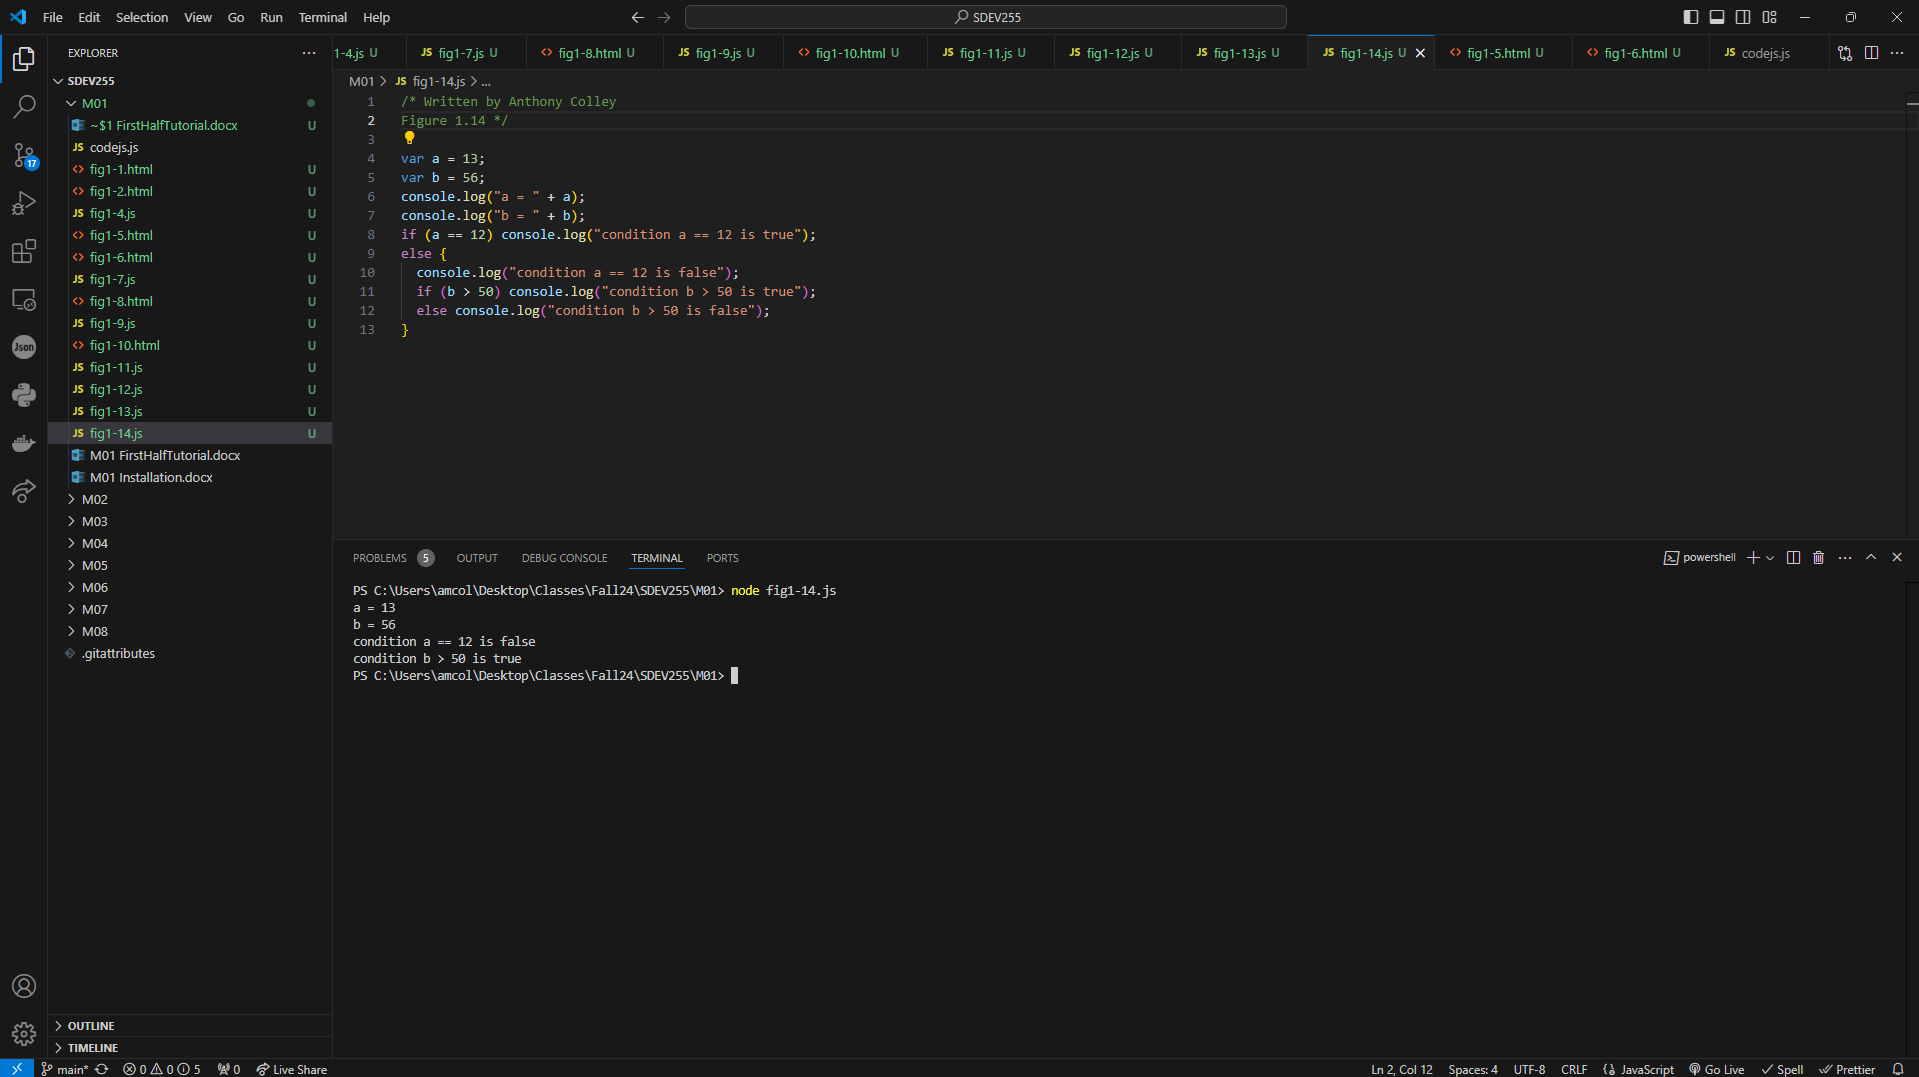 File Edit Selection View Go Run Terminal Help
SDEV255
EXPLORER
SDEV255
M01
~$1 FirstHalfTutorial.docx U
codejs.js
fig1-1.html U
fig1-2.html U
fig1-4.js U
fig1-5.html U
fig1-6.html U
fig1-7.js U
fig1-8.html U
fig1-9.js U
fig1-10.html U
fig1-11.js U
fig1-12.js U
fig1-13.js U
fig1-14.js U
M01 FirstHalfTutorial.docx
M01 Installation.docx
M02
M03
M04
M05
M06
M07
M08
.gitattributes
OUTLINE
TIMELINE
17
Json
1-4.js U JS fig1-7.js U <> fig1-8.html U JS fig1-9.js U <> fig1-10.html U JS fig1-11.js U JS fig1-12.js U JS fig1-13.js U JS fig1-14.js U <> fig1-5.html U <> fig1-6.html U JS codejs.js
M01 > JS fig1-14.js > ...
1 /* Written by Anthony Colley
2 Figure 1.14 */
3
4 var a = 13;
5 var b = 56;
6 console.log("a = " + a);
7 console.log("b = " + b);
8 if (a == 12) console.log("condition a == 12 is true");
9 else {
10 console.log("condition a == 12 is false");
11 if (b > 50) console.log("condition b > 50 is true");
12 else console.log("condition b > 50 is false");
13 }
PROBLEMS 5 OUTPUT DEBUG CONSOLE TERMINAL PORTS
powershell
PS C:\Users\amcol\Desktop\Classes\Fall24\SDEV255\M01> node fig1-14.js
a = 13
b = 56
condition a == 12 is false
condition b > 50 is true
PS C:\Users\amcol\Desktop\Classes\Fall24\SDEV255\M01>
main* 0 0 5 0 Live Share
Ln 2, Col 12 Spaces: 4 UTF-8 CRLF {} JavaScript Go Live Spell Prettier